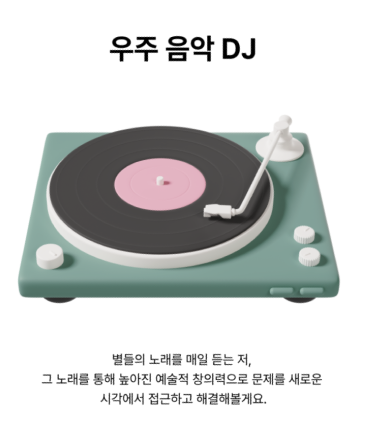 우주 음악 DJ
별들의 노래를 매일 듣는 저,
그 노래를 통해 높아진 예술적 창의력으로 문제를 새로운
시각에서 접근하고 해결해볼게요.